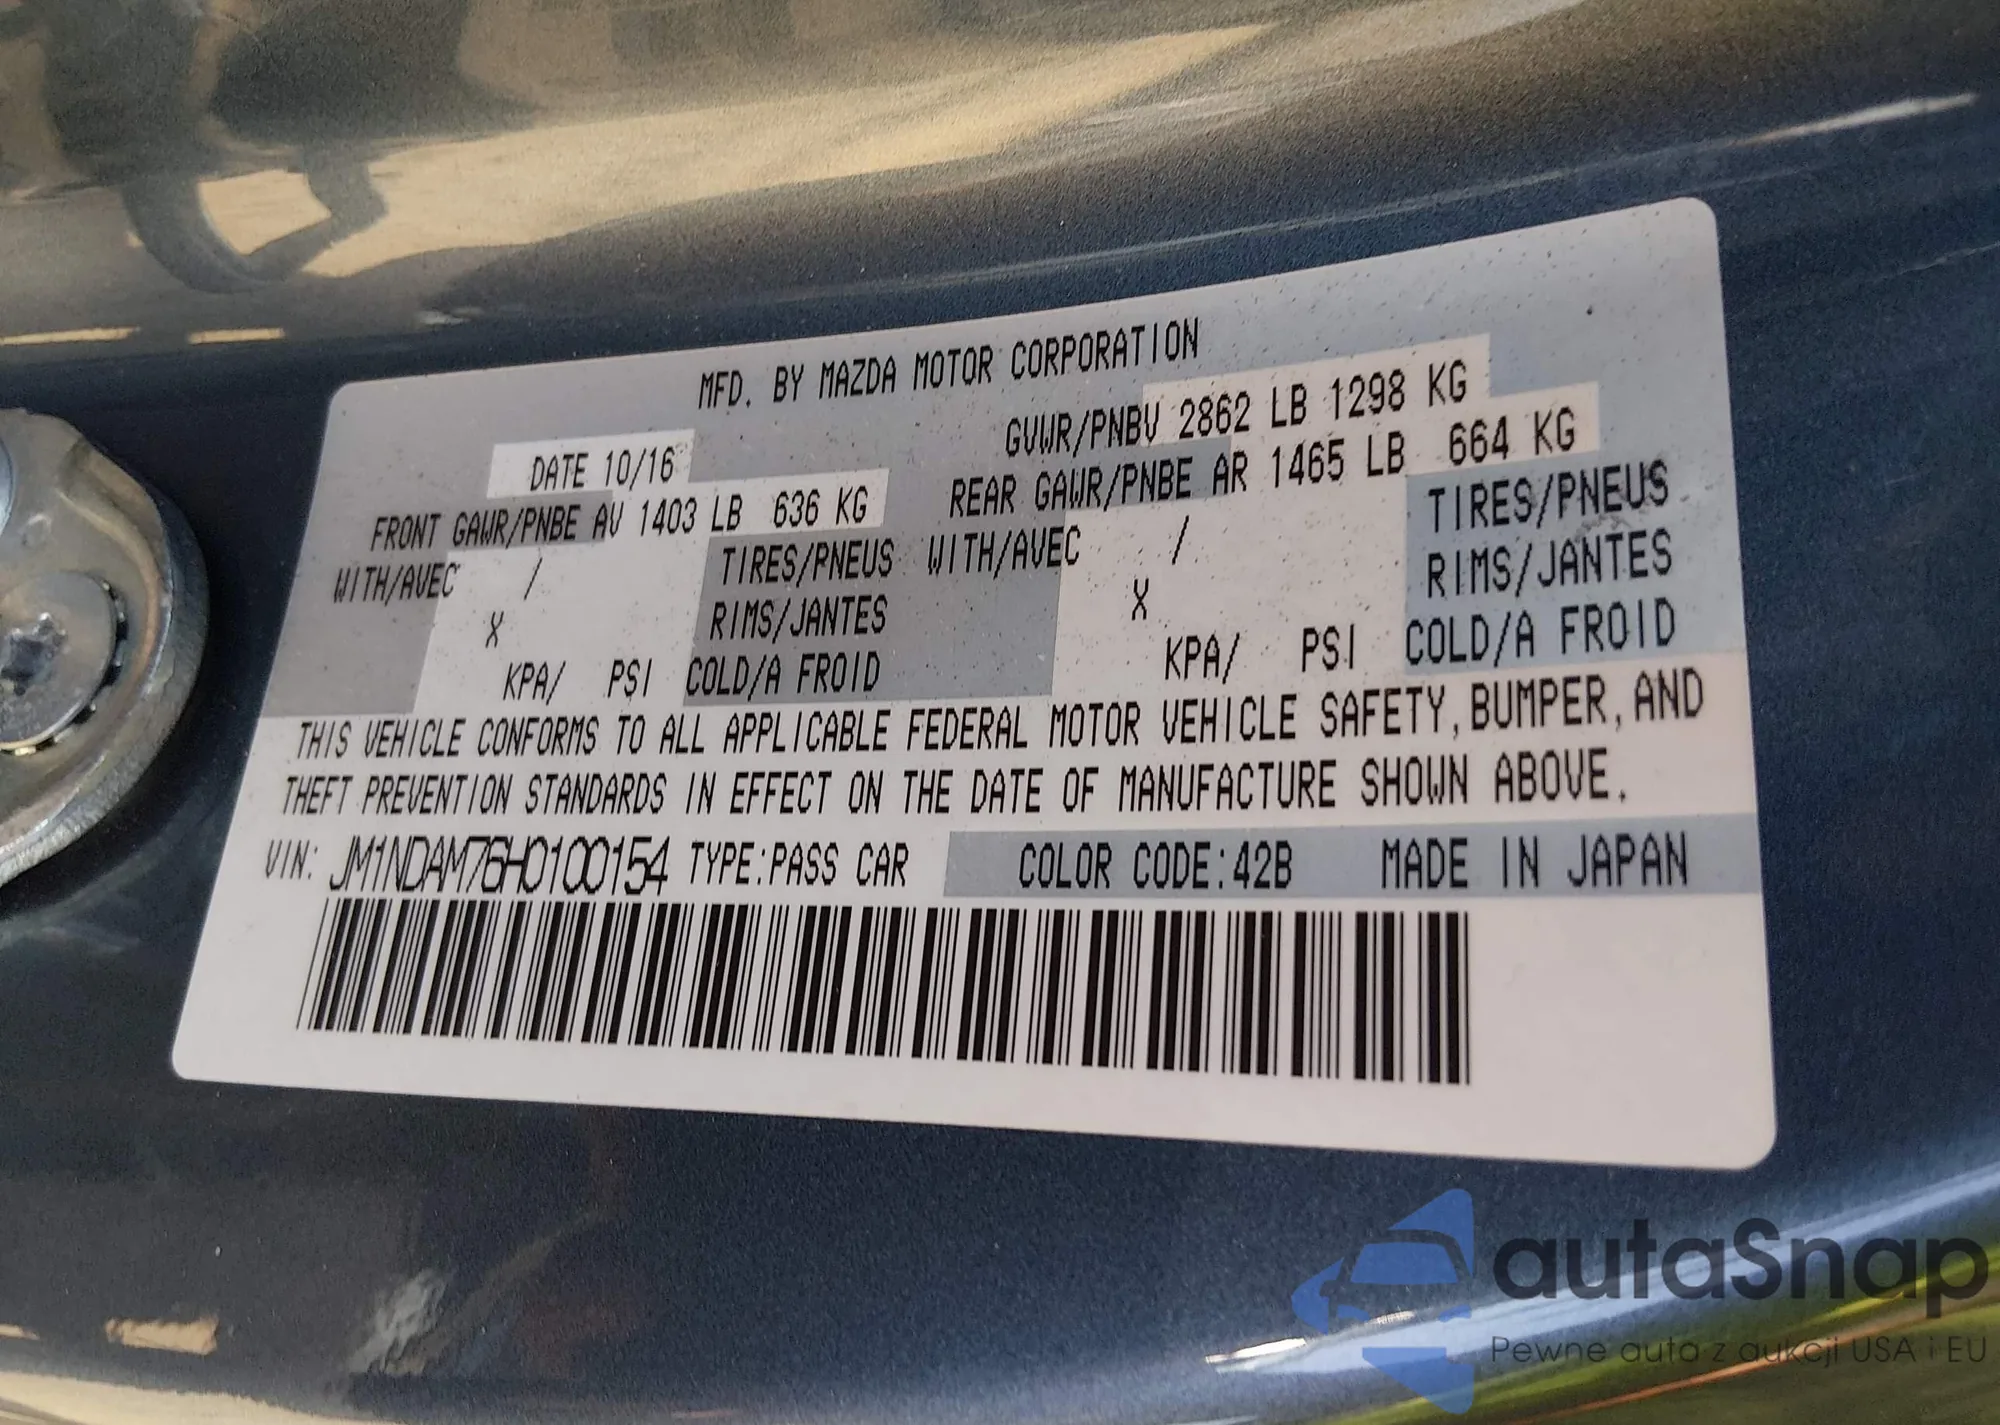 MFD. BY MAZDA MOTOR CORPORATION
DATE 10/16 GVWR/PNBV 2862 LB 1298 KG
FRONT GAWR/PNBE AV 1403 LB 636 KG REAR GAWR/PNBE AR 1465 LB 664 KG
WITH/AVEC / TIRES/PNEUS WITH/AVEC / TIRES/PNEUS
X RIMS/JANTES X RIMS/JANTES
KPA/ PSI COLD/A FROID KPA/ PSI COLD/A FROID
THIS VEHICLE CONFORMS TO ALL APPLICABLE FEDERAL MOTOR VEHICLE SAFETY, BUMPER, AND
THEFT PREVENTION STANDARDS IN EFFECT ON THE DATE OF MANUFACTURE SHOWN ABOVE.
VIN: JM1NDAM76H0100154 TYPE:PASS CAR COLOR CODE:42B MADE IN JAPAN
autaSnap
Pewne auta z aukcji USA i EU